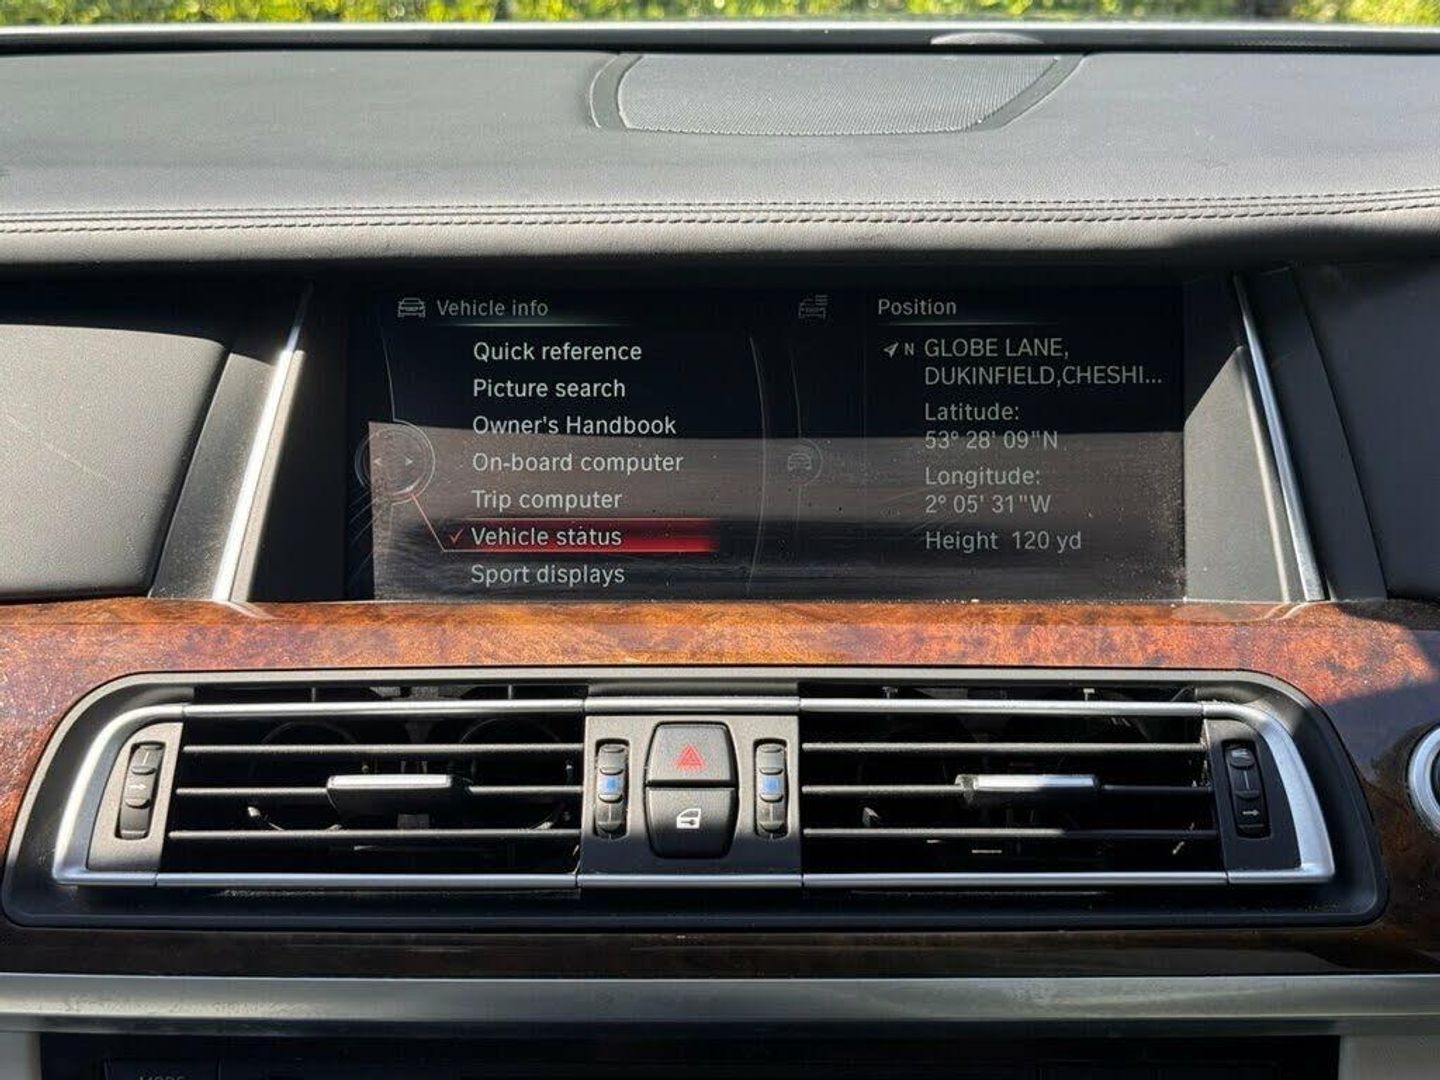 Vehicle info
Quick reference
Picture search
Owner's Handbook
On-board computer
Trip computer
Vehicle status
Sport displays
Position
N GLOBE LANE,
DUKINFIELD,CHESHI...
Latitude:
53° 28' 09"N
Longitude:
2° 05' 31"W
Height 120 yd
MODE